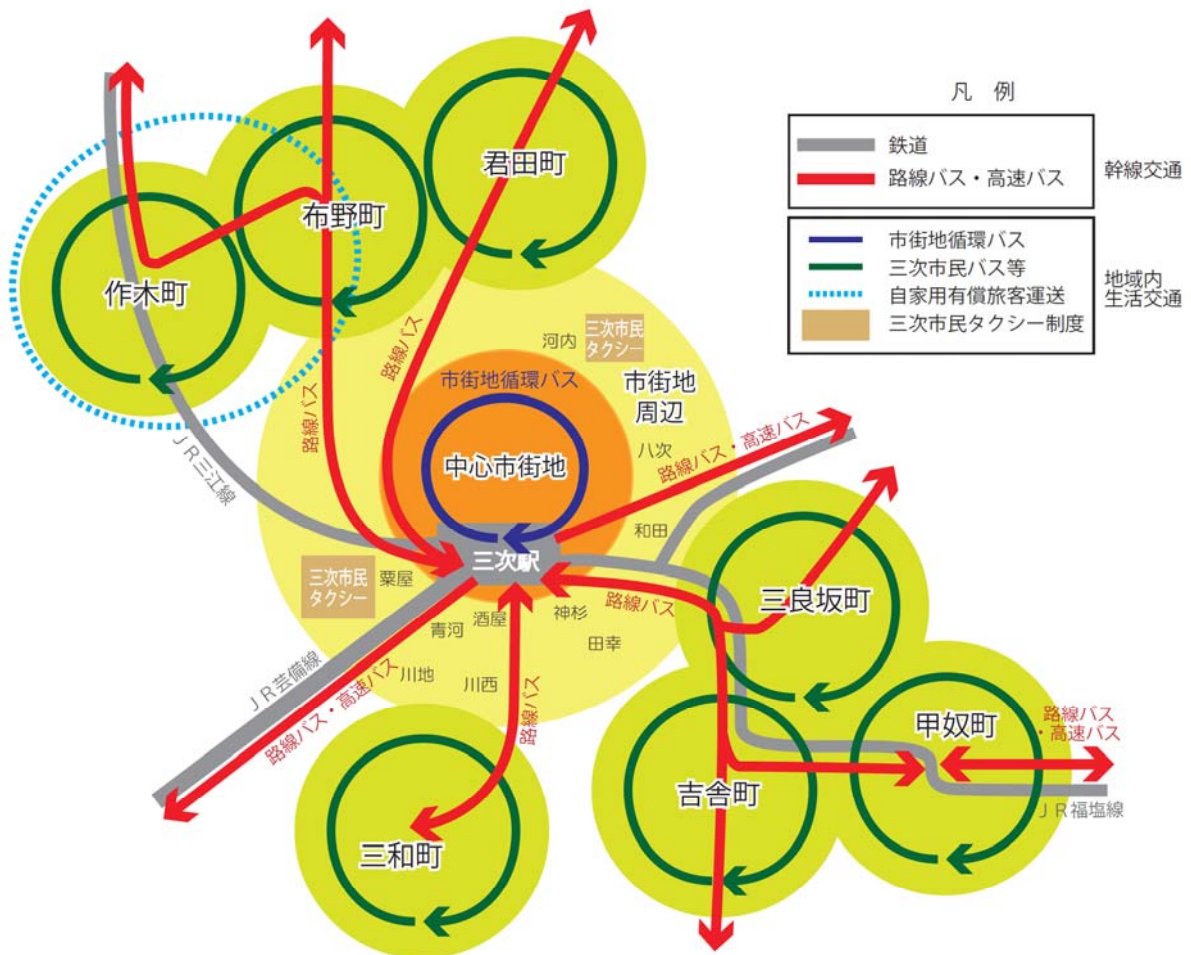 凡 例
鉄道
路線バス・高速バス
幹線交通
市街地循環バス
三次市民バス等
自家用有償旅客運送
三次市民タクシー制度
地域内
生活交通
君田町
布野町
作木町
河内
三次市民
タクシー
路線バス
市街地循環バス
市街地
周辺
路線バス
八次
路線バス・高速バス
中心市街地
JR三江線
和田
三次駅
三次市民
タクシー
粟屋
路線バス
三良坂町
神杉
酒屋
青河
田幸
川地
川西
JR芸備線
路線バス・高速バス
路線バス
甲奴町
路線バス
・高速バス
吉舎町
JR福塩線
三和町